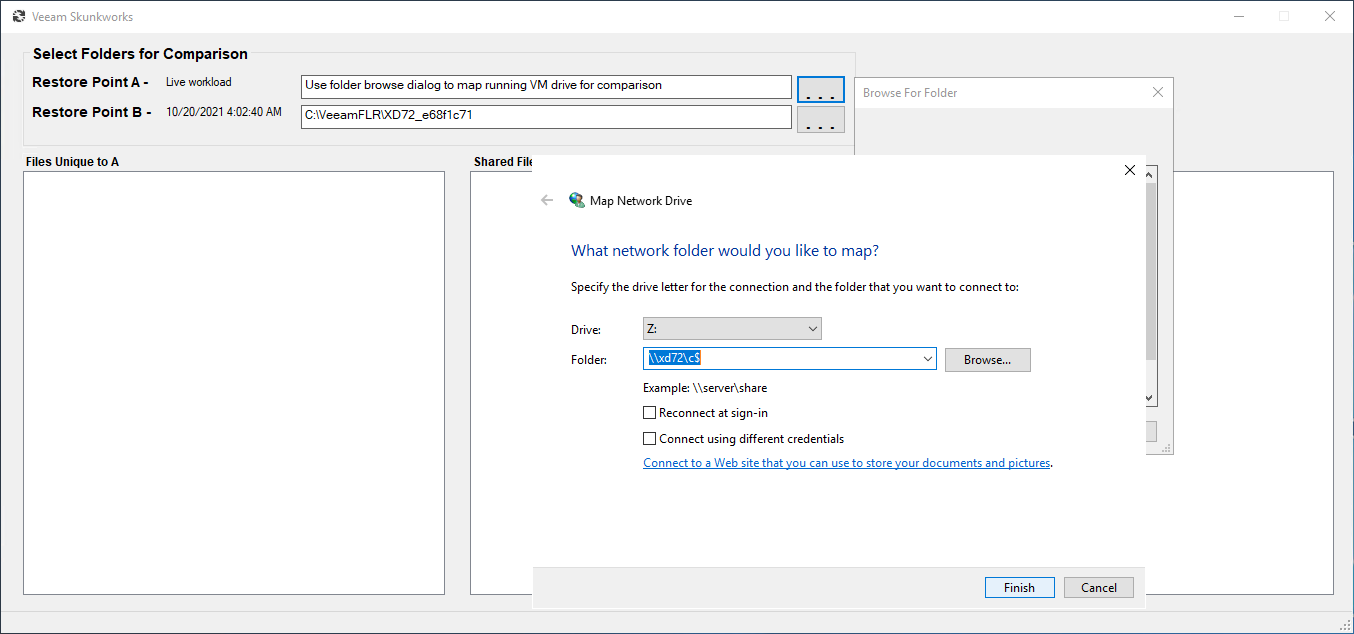 Veeam Skunkworks
Select Folders for Comparison
Restore Point A - Live workload Use folder browse dialog to map running VM drive for comparison . . .
Restore Point B - 10/20/2021 4:02:40 AM C:\VeeamFLR\XD72_e68f1c71 . . .
Browse For Folder
Files Unique to A
Shared File
Map Network Drive
What network folder would you like to map?
Specify the drive letter for the connection and the folder that you want to connect to:
Drive: Z:
Folder: \\xd72\c$ Browse...
Example: \\server\share
Reconnect at sign-in
Connect using different credentials
Connect to a Web site that you can use to store your documents and pictures.
Finish Cancel